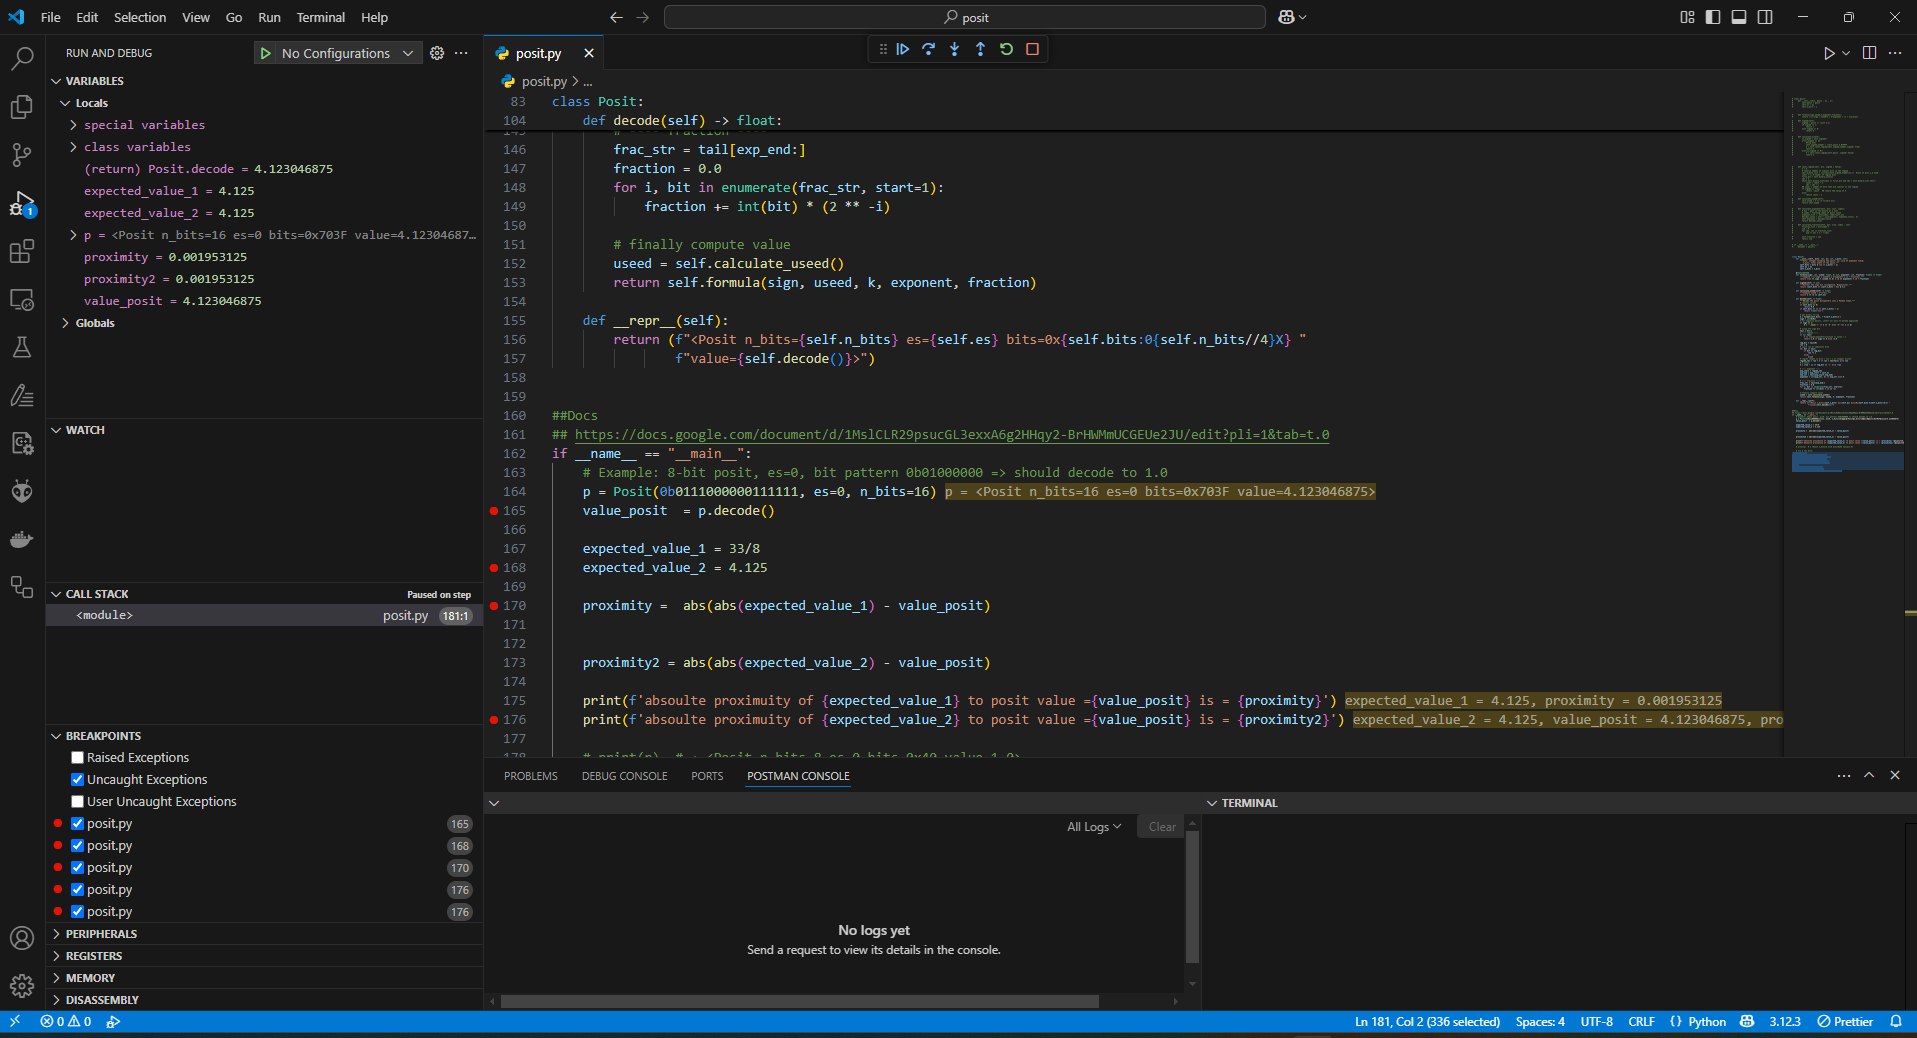 File Edit Selection View Go Run Terminal Help
posit
RUN AND DEBUG
No Configurations
VARIABLES
Locals
special variables
class variables
(return) Posit.decode = 4.123046875
expected_value_1 = 4.125
expected_value_2 = 4.125
p = <Posit n_bits=16 es=0 bits=0x703F value=4.12304687…
proximity = 0.001953125
proximity2 = 0.001953125
value_posit = 4.123046875
Globals
WATCH
CALL STACK Paused on step
<module> posit.py 181:1
BREAKPOINTS
Raised Exceptions
Uncaught Exceptions
User Uncaught Exceptions
posit.py 165
posit.py 168
posit.py 170
posit.py 176
posit.py 176
PERIPHERALS
REGISTERS
MEMORY
DISASSEMBLY
1
posit.py
posit.py > ...
83 class Posit:
104 def decode(self) -> float:
146 frac_str = tail[exp_end:]
147 fraction = 0.0
148 for i, bit in enumerate(frac_str, start=1):
149 fraction += int(bit) * (2 ** -i)
150
151 # finally compute value
152 useed = self.calculate_useed()
153 return self.formula(sign, useed, k, exponent, fraction)
154
155 def __repr__(self):
156 return (f"<Posit n_bits={self.n_bits} es={self.es} bits=0x{self.bits:0{self.n_bits//4}X} "
157 f"value={self.decode()}>")
158
159
160 ##Docs
161 ## https://docs.google.com/document/d/1MslCLR29psucGL3exxA6g2HHqy2-BrHWMmUCGEUe2JU/edit?pli=1&tab=t.0
162 if __name__ == "__main__":
163 # Example: 8-bit posit, es=0, bit pattern 0b01000000 => should decode to 1.0
164 p = Posit(0b0111000000111111, es=0, n_bits=16) p = <Posit n_bits=16 es=0 bits=0x703F value=4.123046875>
165 value_posit  = p.decode()
166
167 expected_value_1 = 33/8
168 expected_value_2 = 4.125
169
170 proximity =  abs(abs(expected_value_1) - value_posit)
171
172
173 proximity2 = abs(abs(expected_value_2) - value_posit)
174
175 print(f'absoulte proximuity of {expected_value_1} to posit value ={value_posit} is = {proximity}') expected_value_1 = 4.125, proximity = 0.001953125
176 print(f'absoulte proximuity of {expected_value_2} to posit value ={value_posit} is = {proximity2}') expected_value_2 = 4.125, value_posit = 4.123046875, pro
177
PROBLEMS DEBUG CONSOLE PORTS POSTMAN CONSOLE
TERMINAL
All Logs Clear
No logs yet
Send a request to view its details in the console.
0 0
Ln 181, Col 2 (336 selected) Spaces: 4 UTF-8 CRLF {} Python 3.12.3 Prettier